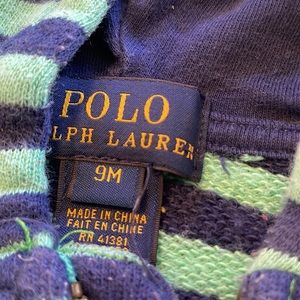 POLO
LPH LAUREN
9M
MADE IN CHINA
FAIT EN CHINE
RN 41381